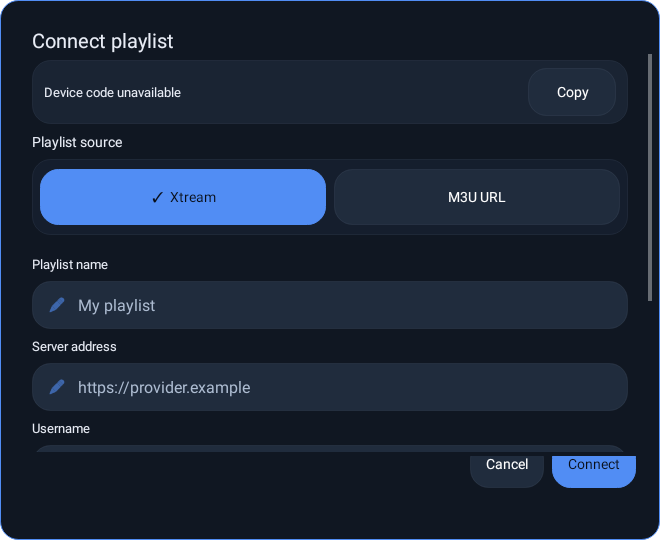 Connect playlist
Device code unavailable
Copy
Playlist source
✓ Xtream
M3U URL
Playlist name
My playlist
Server address
https://provider.example
Username
Cancel
Connect